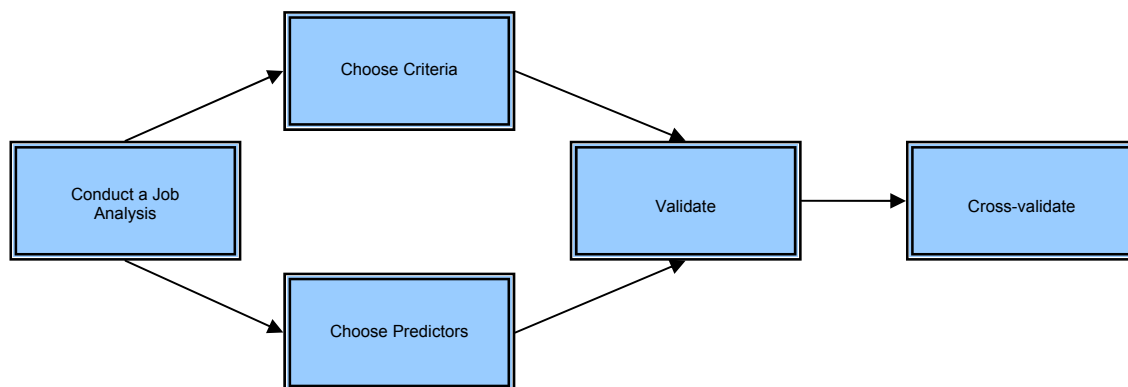 Choose Criteria
Conduct a Job
Analysis
Validate
Cross-validate
Choose Predictors